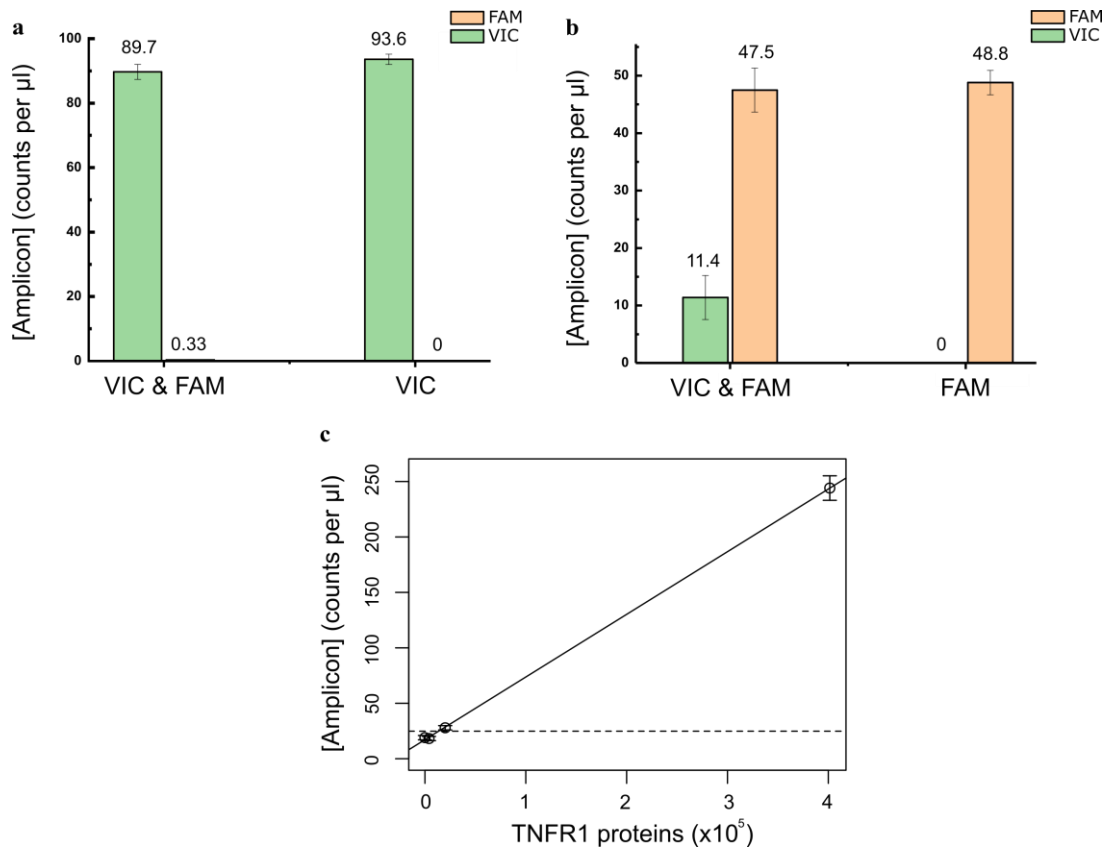 a
FAM
VIC
[Amplicon] (counts per µl)
100
80
60
40
20
0
89.7
0.33
93.6
0
VIC & FAM
VIC
b
FAM
VIC
[Amplicon] (counts per µl)
50
40
30
20
10
0
11.4
47.5
0
48.8
VIC & FAM
FAM
c
[Amplicon] (counts per µl)
250
200
150
100
50
0
0 1 2 3 4
TNFR1 proteins (x10⁵)